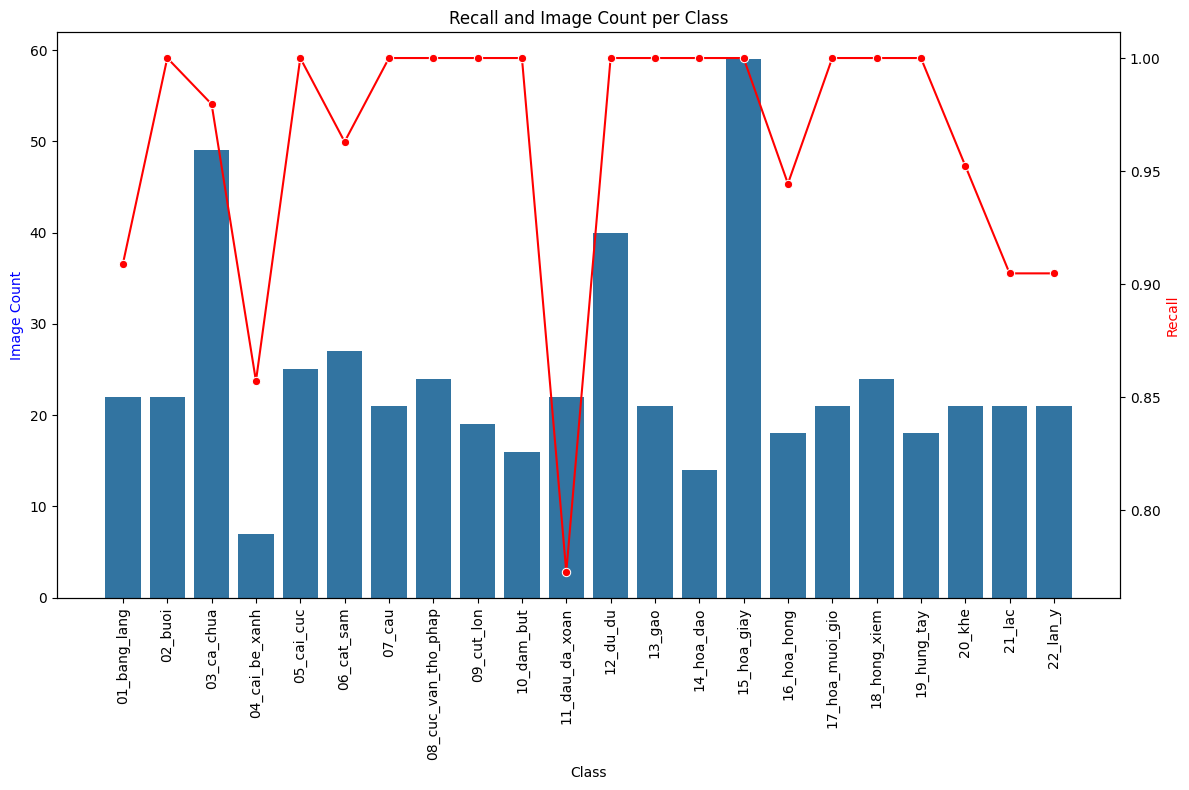 Recall and Image Count per Class
60
50
40
30
20
10
0
Image Count
1.00
0.95
0.90
0.85
0.80
Recall
01_bang_lang
02_buoi
03_ca_chua
04_cai_be_xanh
05_cai_cuc
06_cat_sam
07_cau
08_cuc_van_tho_phap
09_cut_lon
10_dam_but
11_dau_da_xoan
12_du_du
13_gao
14_hoa_dao
15_hoa_giay
16_hoa_hong
17_hoa_muoi_gio
18_hong_xiem
19_hung_tay
20_khe
21_lac
22_lan_y
Class